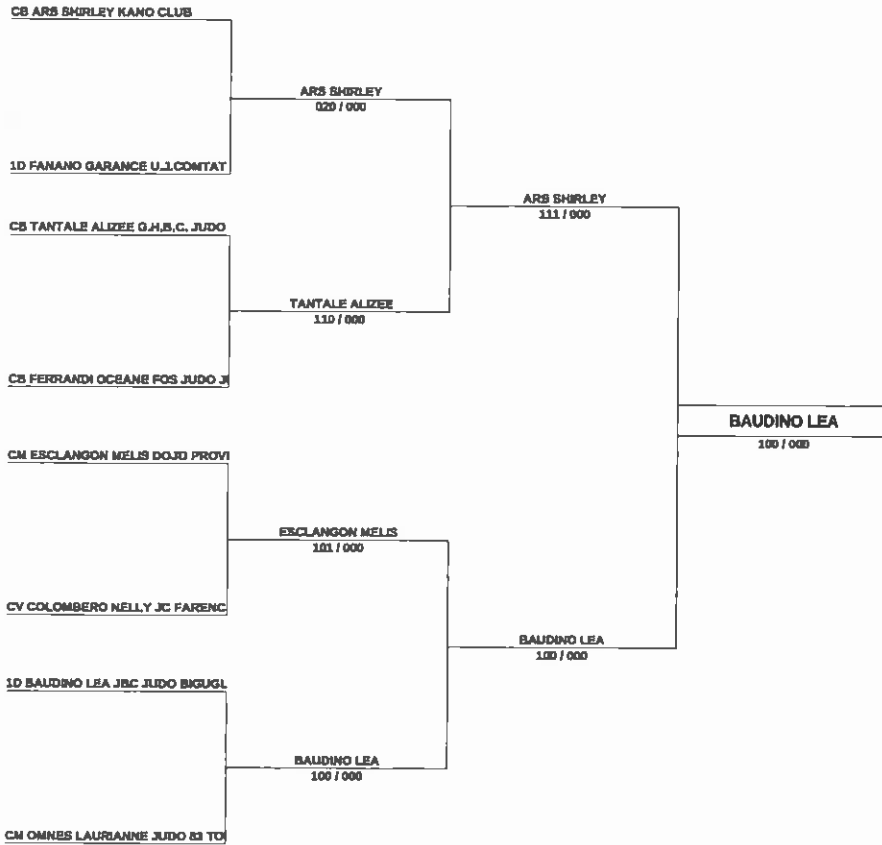 CB ARS SHIRLEY KANO CLUB
ARS SHIRLEY
020 / 000
1D FANANO GARANCE U.J.COMTAT
ARS SHIRLEY
111 / 000
CB TANTALE ALIZEE G.H.B.C. JUDO
TANTALE ALIZEE
110 / 000
CB FERRANDI OCEANE FOS JUDO JI
BAUDINO LEA
100 / 000
CM ESCLANGON MELIS DOJO PROVI
ESCLANGON MELIS
101 / 000
CV COLOMBERO NELLY JC FARENC
BAUDINO LEA
100 / 000
1D BAUDINO LEA JBC JUDO BIGUGL
BAUDINO LEA
100 / 000
CM OMNES LAURIANNE JUDO 83 TO